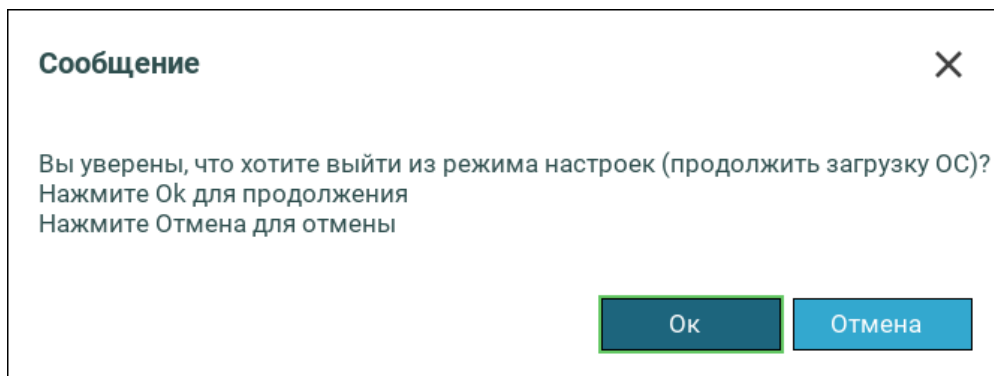 Сообщение
Вы уверены, что хотите выйти из режима настроек (продолжить загрузку ОС)?
Нажмите Ok для продолжения
Нажмите Отмена для отмены
Ок
Отмена